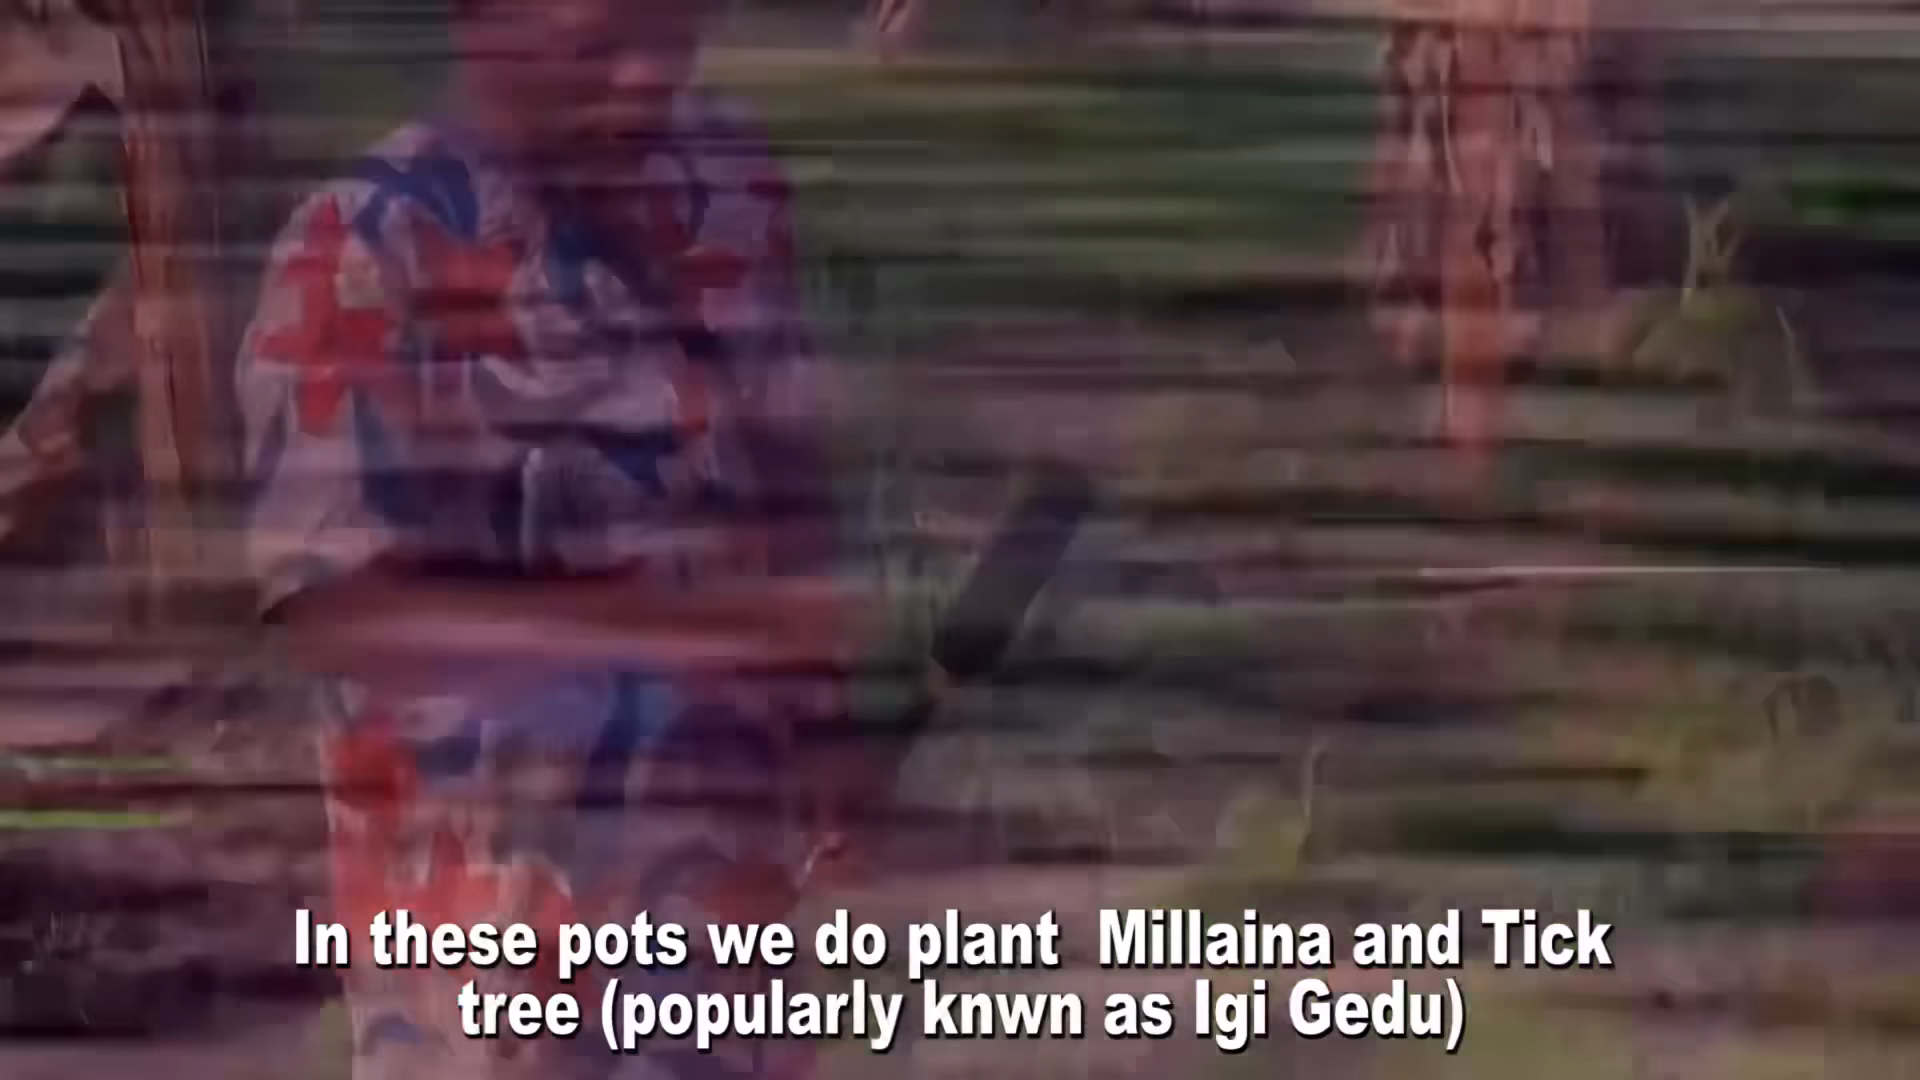 In these pots we do plant  Millaina and Tick
tree (popularly knwn as Igi Gedu)